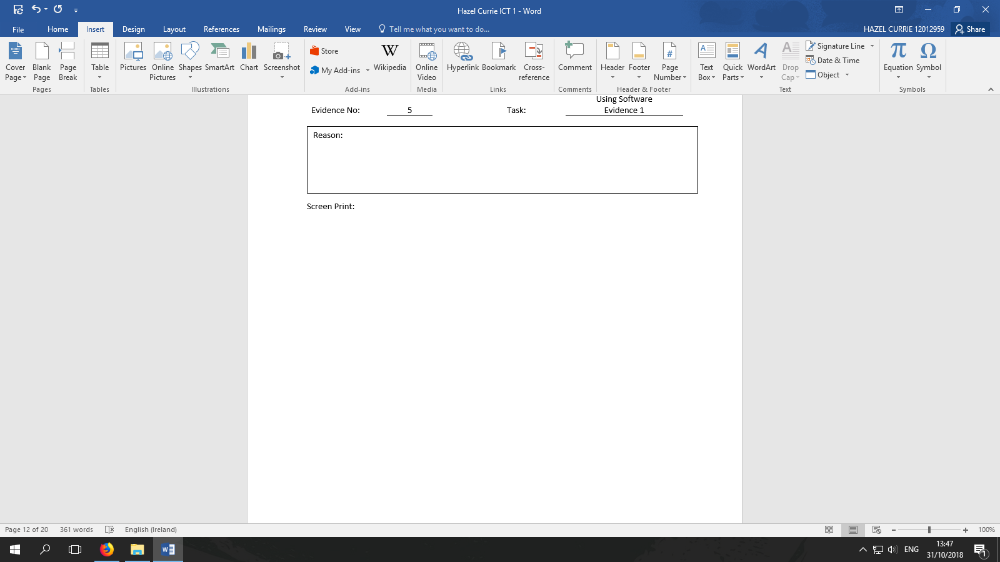 Hazel Currie ICT 1 - Word
File Home Insert Design Layout References Mailings Review View Tell me what you want to do... HAZEL CURRIE 12012959 Share
Cover Page
Blank Page
Page Break
Pages
Table
Tables
Pictures
Online Pictures
Shapes
SmartArt
Chart
Screenshot
Illustrations
Store
My Add-ins
W Wikipedia
Add-ins
Online Video
Media
Hyperlink
Bookmark
Cross-reference
Links
Comment
Comments
Header
Footer
# Page Number
Header & Footer
A Text Box
Quick Parts
A WordArt
A Drop Cap
Signature Line
Date & Time
Object
Text
π Equation
Ω Symbol
Symbols
Using Software
Evidence No: 5 Task: Evidence 1
Reason:
Screen Print:
Page 12 of 20 361 words English (Ireland) 100%
W ENG 13:47
31/10/2018 1